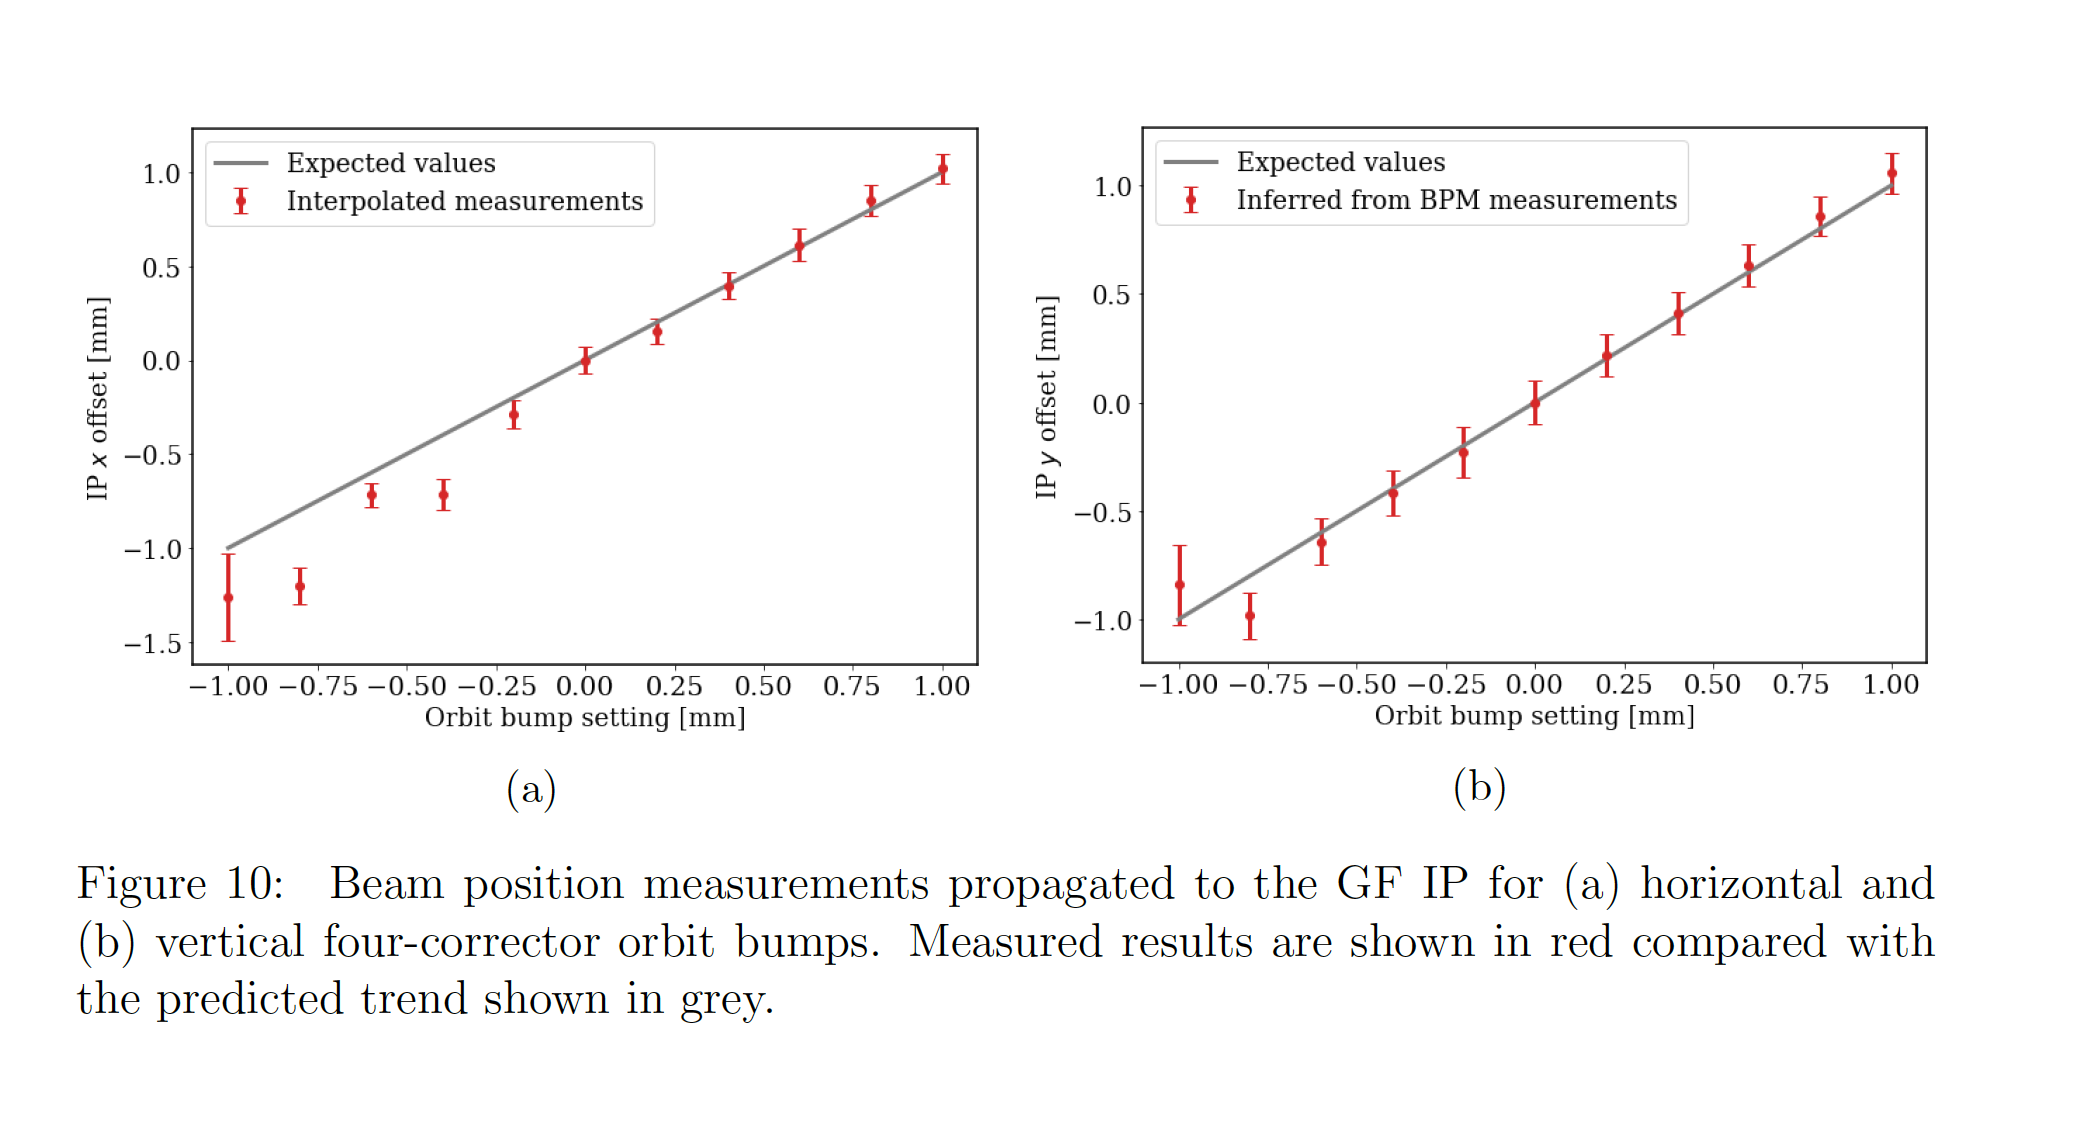 Expected values
Interpolated measurements
1.0
0.5
0.0
−0.5
−1.0
−1.5
IP x offset [mm]
−1.00 −0.75 −0.50 −0.25 0.00 0.25 0.50 0.75 1.00
Orbit bump setting [mm]
(a)
Expected values
Inferred from BPM measurements
1.0
0.5
0.0
−0.5
−1.0
IP y offset [mm]
−1.00 −0.75 −0.50 −0.25 0.00 0.25 0.50 0.75 1.00
Orbit bump setting [mm]
(b)
Figure 10: Beam position measurements propagated to the GF IP for (a) horizontal and
(b) vertical four-corrector orbit bumps. Measured results are shown in red compared with
the predicted trend shown in grey.